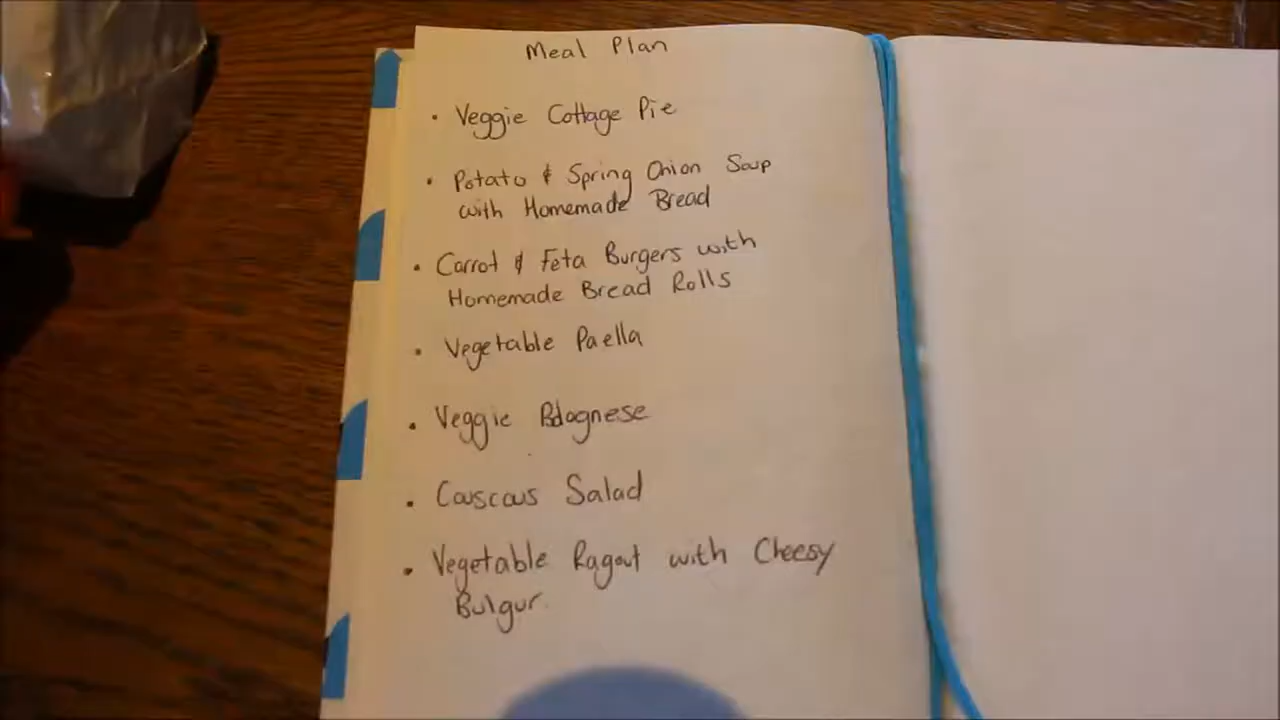 Meal Plan
• Veggie Cottage Pie
• Potato & Spring Onion Soup
with Homemade Bread
• Carrot & Feta Burgers with
Homemade Bread Rolls
• Vegetable Paella
• Veggie Bolognese
• Couscous Salad
• Vegetable Ragout with Cheesy
Bulgur.